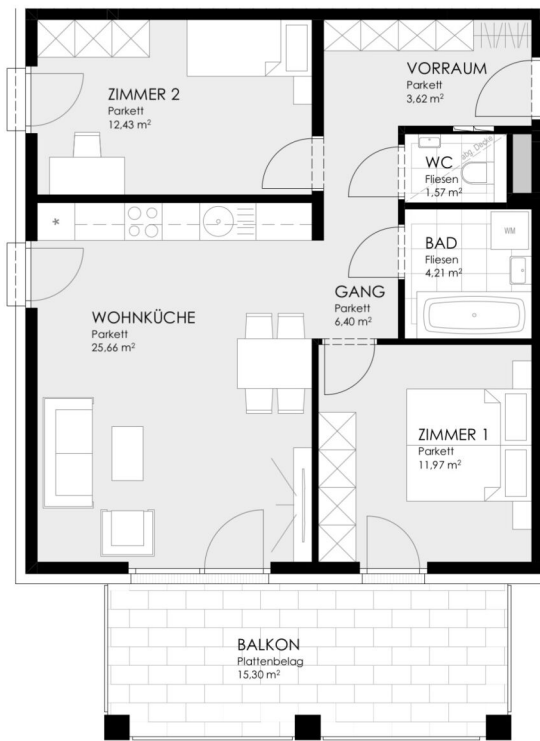 ZIMMER 2
Parkett
12,43 m²
VORRAUM
Parkett
3,62 m²
abg. Decke
WC
Fliesen
1,57 m²
BAD
Fliesen
4,21 m²
WM
*
GANG
Parkett
6,40 m²
WOHNKÜCHE
Parkett
25,66 m²
ZIMMER 1
Parkett
11,97 m²
BALKON
Plattenbelag
15,30 m²